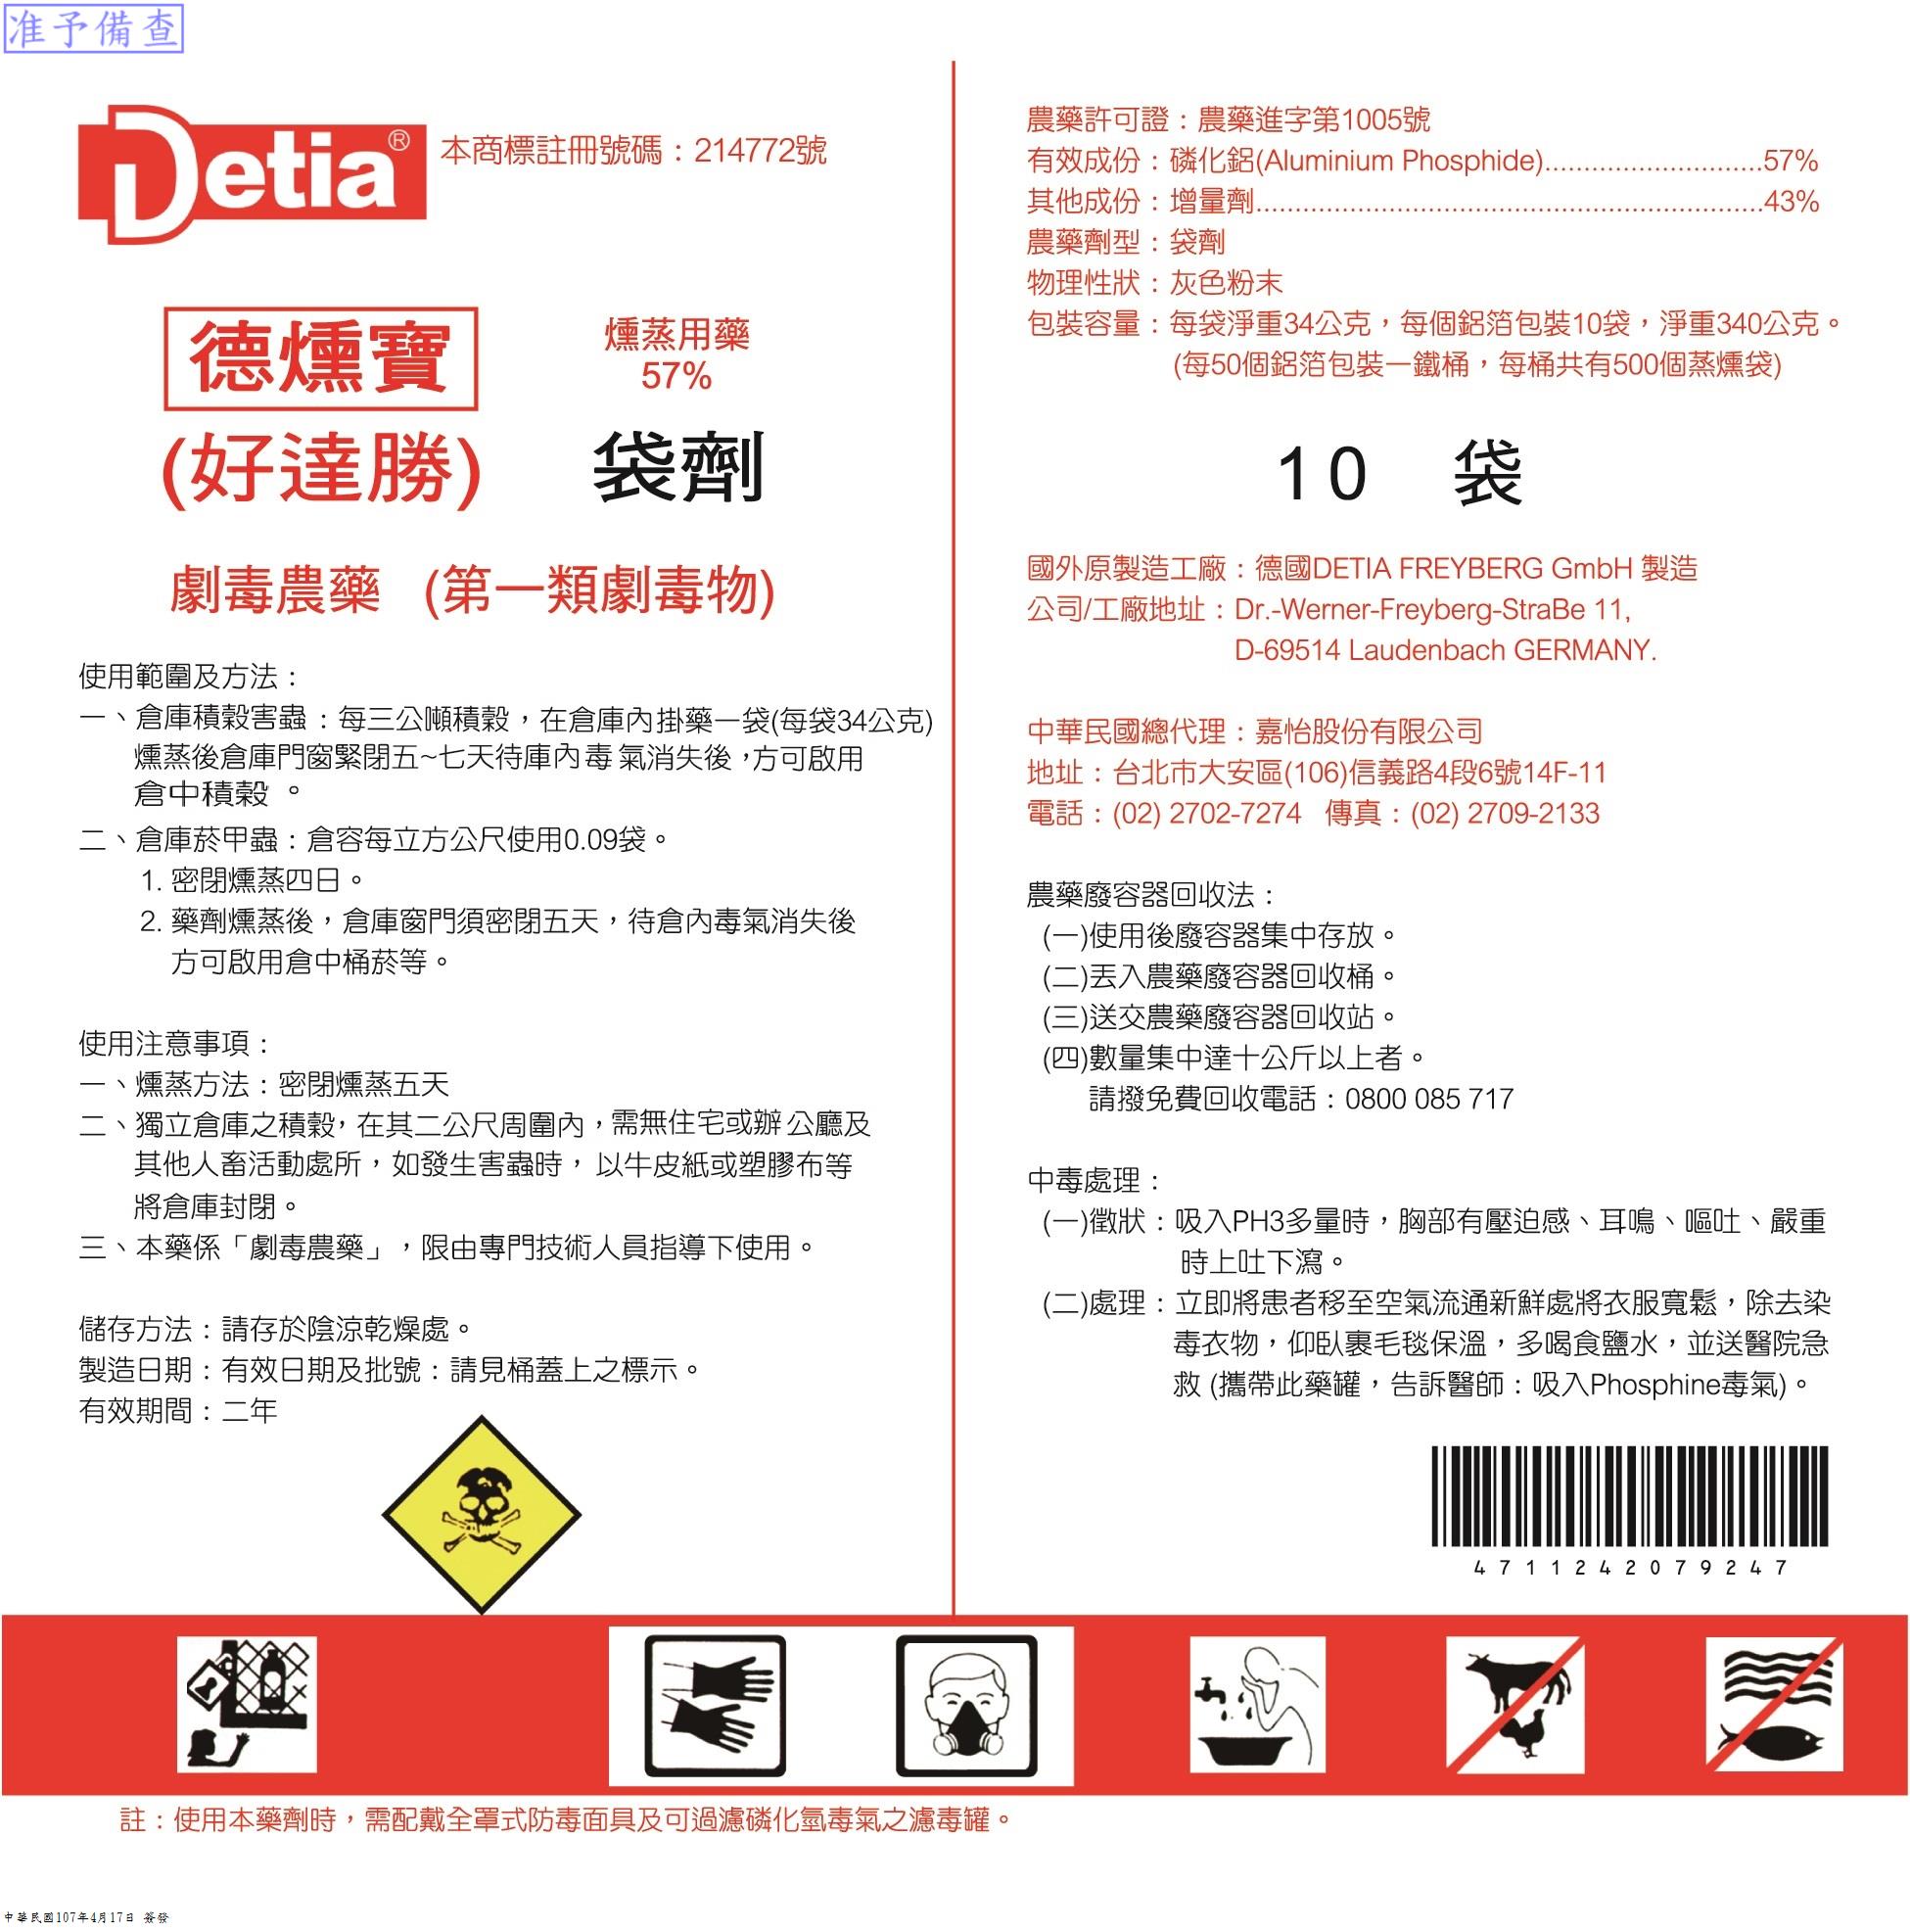 准予備查
Detia® 本商標註冊號碼：214772號
德燻寶
燻蒸用藥
57%
(好達勝) 袋劑
劇毒農藥 (第一類劇毒物)
使用範圍及方法：
一、倉庫積穀害蟲：每三公噸積穀，在倉庫內掛藥一袋(每袋34公克)
燻蒸後倉庫門窗緊閉五~七天待庫內毒氣消失後，方可啟用
倉中積穀。
二、倉庫菸甲蟲：倉容每立方公尺使用0.09袋。
1. 密閉燻蒸四日。
2. 藥劑燻蒸後，倉庫窗門須密閉五天，待倉內毒氣消失後
方可啟用倉中桶菸等。
使用注意事項：
一、燻蒸方法：密閉燻蒸五天
二、獨立倉庫之積穀，在其二公尺周圍內，需無住宅或辦公廳及
其他人畜活動處所，如發生害蟲時，以牛皮紙或塑膠布等
將倉庫封閉。
三、本藥係「劇毒農藥」，限由專門技術人員指導下使用。
儲存方法：請存於陰涼乾燥處。
製造日期：有效日期及批號：請見桶蓋上之標示。
有效期間：二年
農藥許可證：農藥進字第1005號
有效成份：磷化鋁(Aluminium Phosphide)............................57%
其他成份：增量劑.................................................................43%
農藥劑型：袋劑
物理性狀：灰色粉末
包裝容量：每袋淨重34公克，每個鋁箔包裝10袋，淨重340公克。
(每50個鋁箔包裝一鐵桶，每桶共有500個蒸燻袋)
10 袋
國外原製造工廠：德國DETIA FREYBERG GmbH 製造
公司/工廠地址：Dr.-Werner-Freyberg-StraBe 11,
D-69514 Laudenbach GERMANY.
中華民國總代理：嘉怡股份有限公司
地址：台北市大安區(106)信義路4段6號14F-11
電話：(02) 2702-7274 傳真：(02) 2709-2133
農藥廢容器回收法：
(一)使用後廢容器集中存放。
(二)丟入農藥廢容器回收桶。
(三)送交農藥廢容器回收站。
(四)數量集中達十公斤以上者。
請撥免費回收電話：0800 085 717
中毒處理：
(一)徵狀：吸入PH3多量時，胸部有壓迫感、耳鳴、嘔吐、嚴重
時上吐下瀉。
(二)處理：立即將患者移至空氣流通新鮮處將衣服寬鬆，除去染
毒衣物，仰臥裹毛毯保溫，多喝食鹽水，並送醫院急
救 (攜帶此藥罐，告訴醫師：吸入Phosphine毒氣)。
4711242079247
註：使用本藥劑時，需配戴全罩式防毒面具及可過濾磷化氫毒氣之濾毒罐。
中華民國107年4月17日 簽發